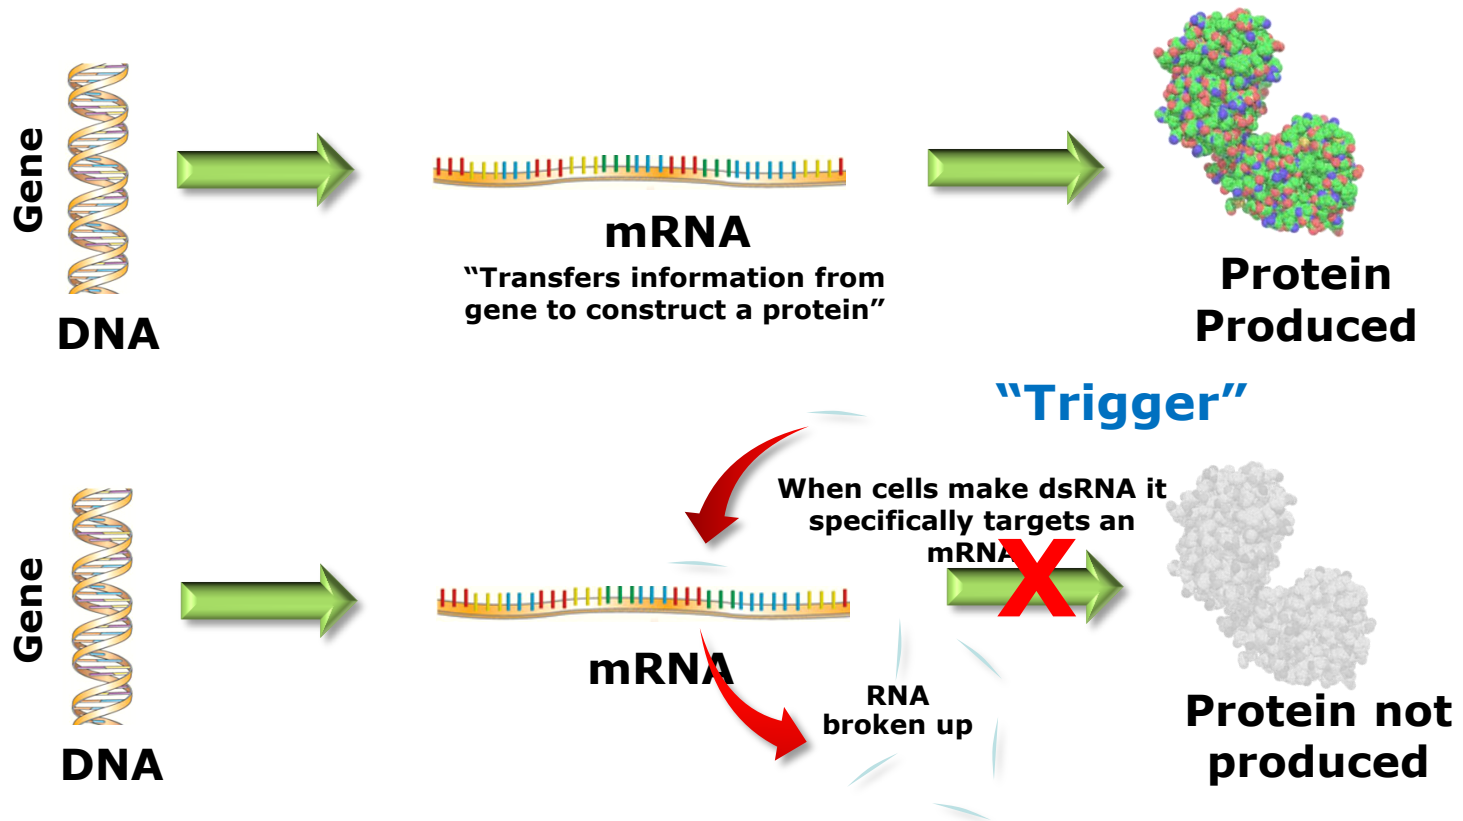 Gene
DNA
mRNA
“Transfers information from
gene to construct a protein”
Protein
Produced
“Trigger”
When cells make dsRNA it
specifically targets an
mRNA
X
Gene
DNA
mRNA
RNA
broken up
Protein not
produced